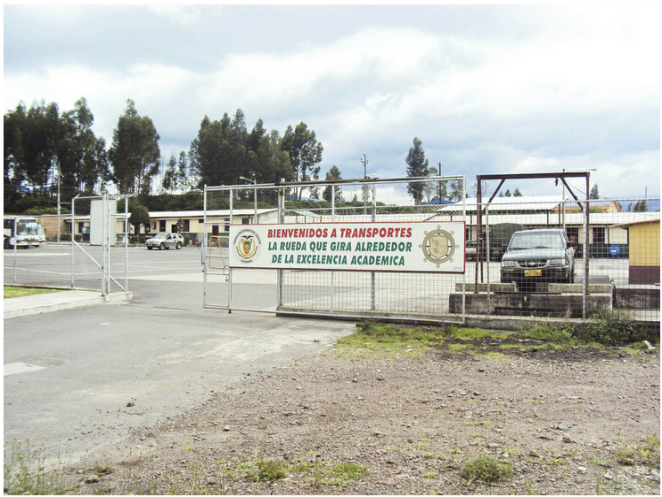 BIENVENIDOS A TRANSPORTES
LA RUEDA QUE GIRA ALREDEDOR
DE LA EXCELENCIA ACADEMICA